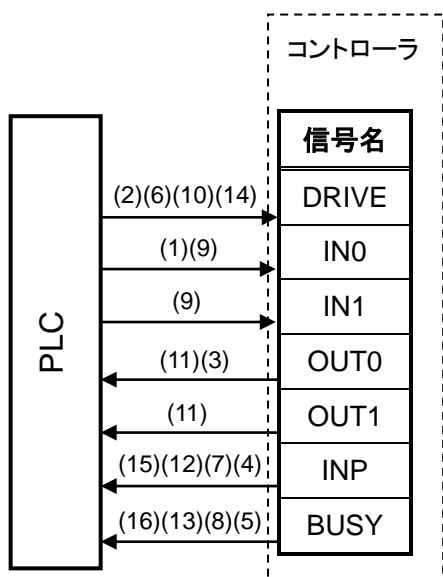 コントローラ
信号名
(2)(6)(10)(14)
DRIVE
(1)(9)
IN0
(9)
IN1
PLC
(11)(3)
OUT0
(11)
OUT1
(15)(12)(7)(4)
INP
(16)(13)(8)(5)
BUSY